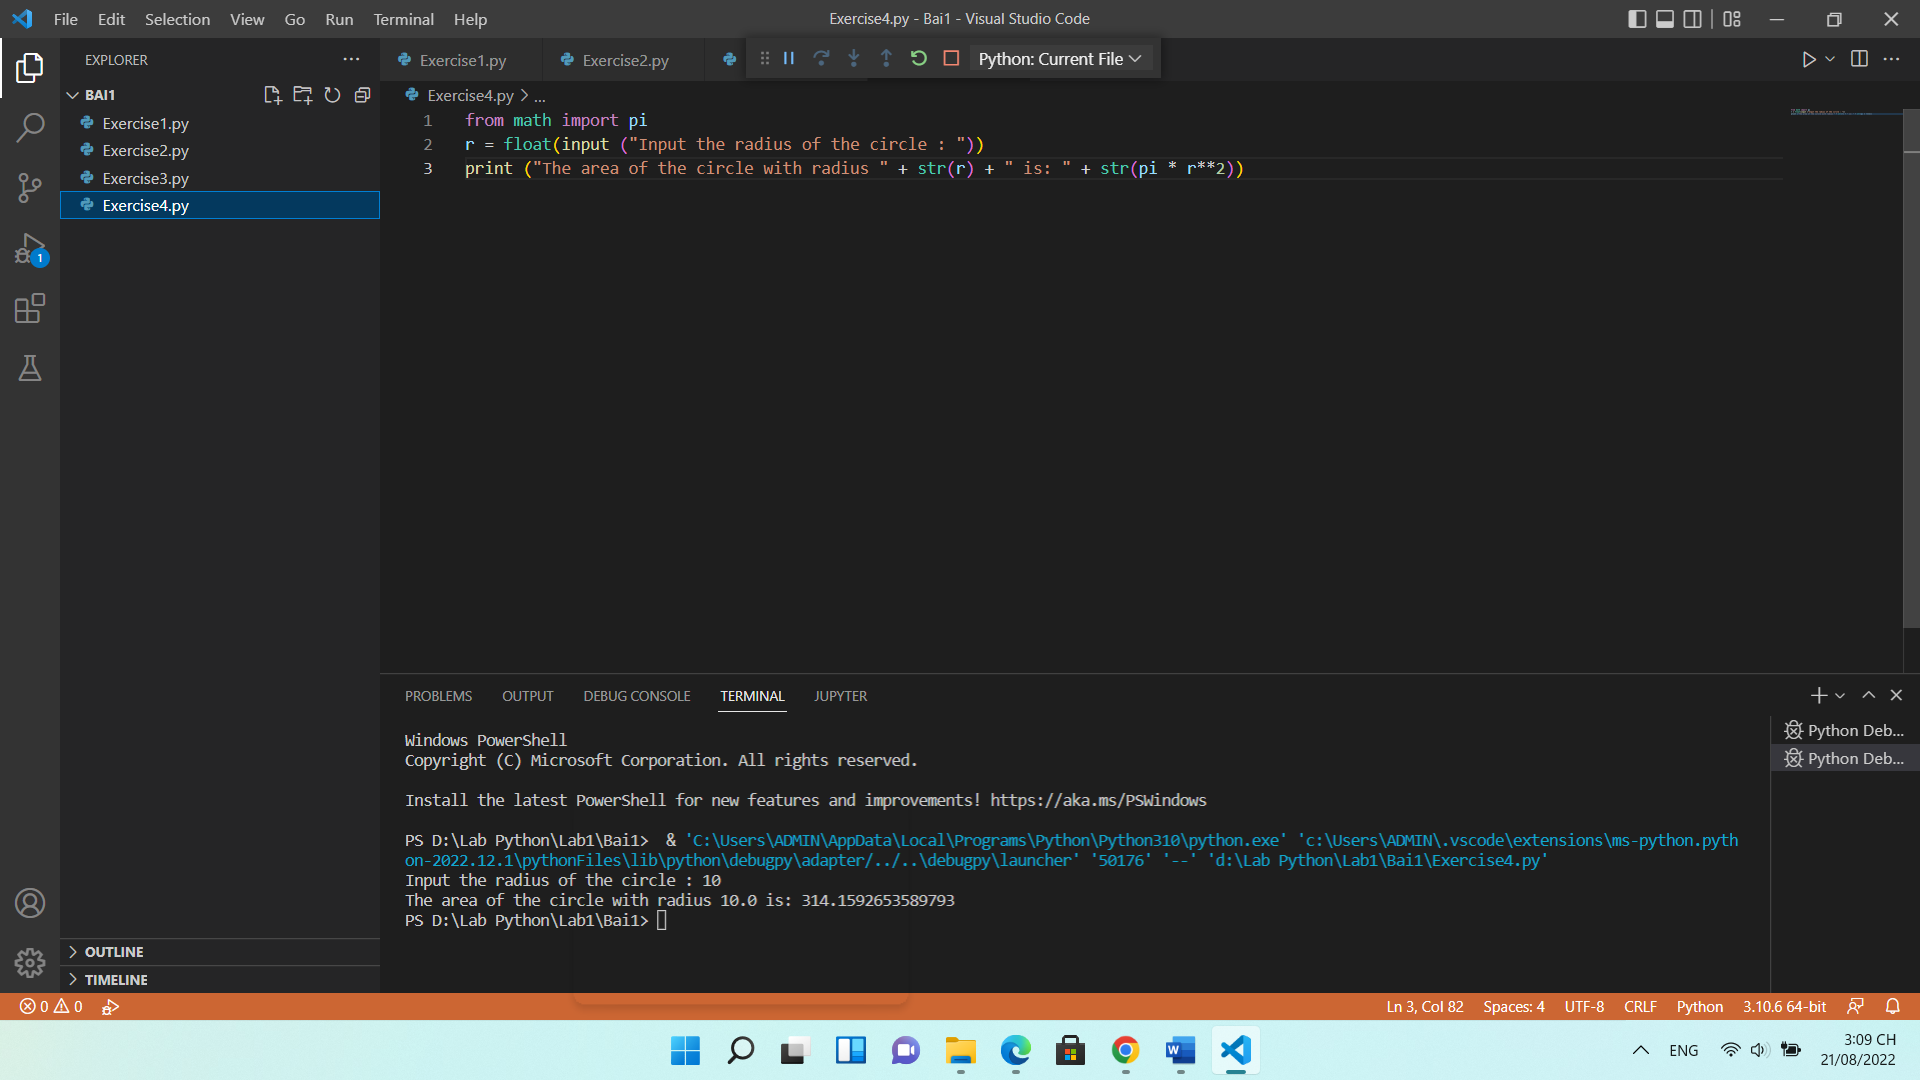 File Edit Selection View Go Run Terminal Help
Exercise4.py - Bai1 - Visual Studio Code
EXPLORER
BAI1
Exercise1.py
Exercise2.py
Exercise3.py
Exercise4.py
OUTLINE
TIMELINE
Exercise1.py
Exercise2.py
Python: Current File
Exercise4.py > ...
1 from math import pi
2 r = float(input ("Input the radius of the circle : "))
3 print ("The area of the circle with radius " + str(r) + " is: " + str(pi * r**2))
PROBLEMS OUTPUT DEBUG CONSOLE TERMINAL JUPYTER
Windows PowerShell
Copyright (C) Microsoft Corporation. All rights reserved.
Install the latest PowerShell for new features and improvements! https://aka.ms/PSWindows
PS D:\Lab Python\Lab1\Bai1>  & 'C:\Users\ADMIN\AppData\Local\Programs\Python\Python310\python.exe' 'c:\Users\ADMIN\.vscode\extensions\ms-python.pyth
on-2022.12.1\pythonFiles\lib\python\debugpy\adapter/../..\debugpy\launcher' '50176' '--' 'd:\Lab Python\Lab1\Bai1\Exercise4.py'
Input the radius of the circle : 10
The area of the circle with radius 10.0 is: 314.1592653589793
PS D:\Lab Python\Lab1\Bai1>
Python Deb...
Python Deb...
1
0 0
Ln 3, Col 82 Spaces: 4 UTF-8 CRLF Python 3.10.6 64-bit
ENG
3:09 CH
21/08/2022